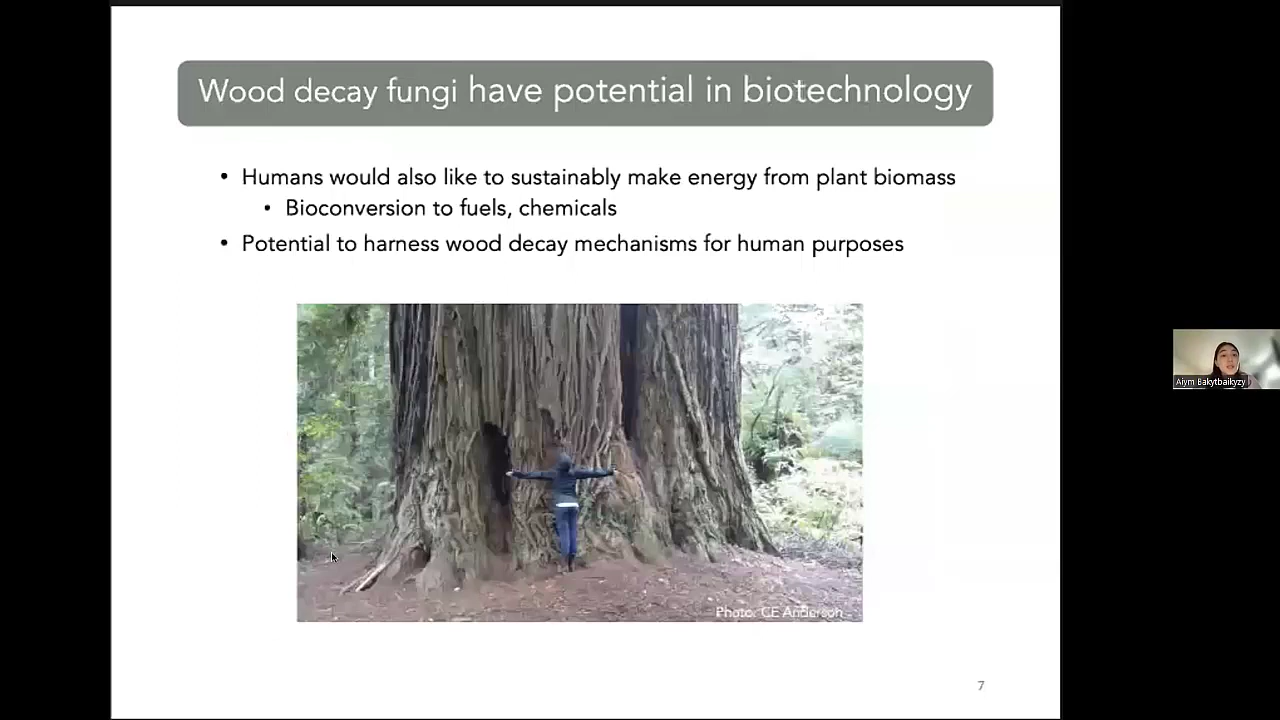 Wood decay fungi have potential in biotechnology
• Humans would also like to sustainably make energy from plant biomass
• Bioconversion to fuels, chemicals
• Potential to harness wood decay mechanisms for human purposes
Aiym Bakytbaikyzy
Photo: CE Anderson
7